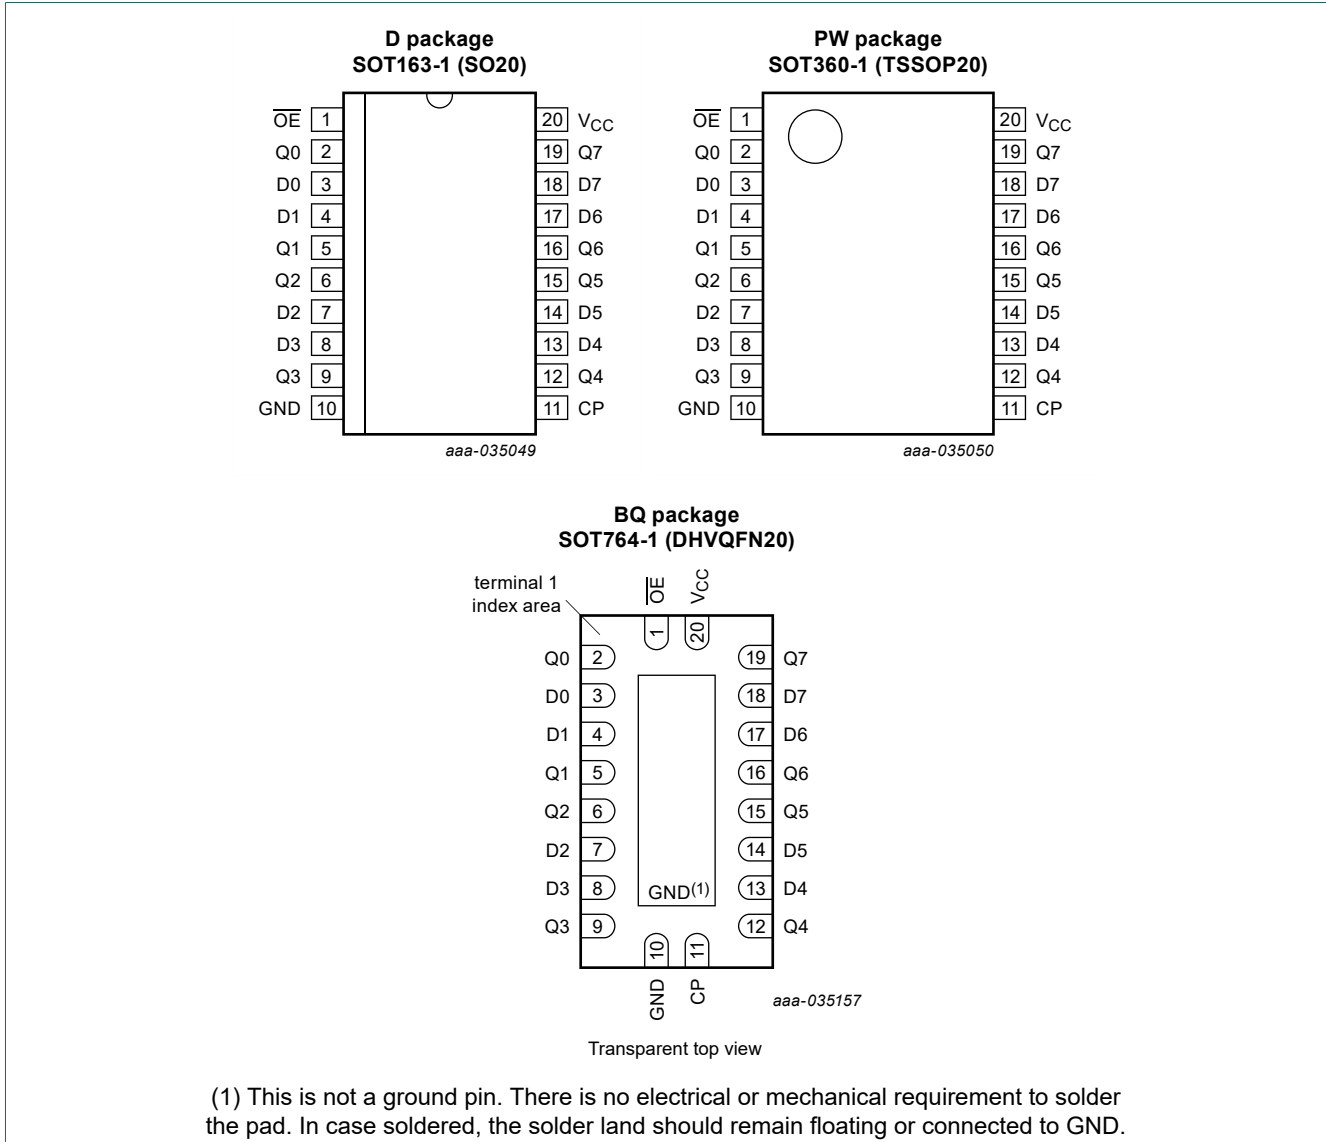 D package
SOT163-1 (SO20)
OE 1
Q0 2
D0 3
D1 4
Q1 5
Q2 6
D2 7
D3 8
Q3 9
GND 10
20 VCC
19 Q7
18 D7
17 D6
16 Q6
15 Q5
14 D5
13 D4
12 Q4
11 CP
aaa-035049
PW package
SOT360-1 (TSSOP20)
OE 1
Q0 2
D0 3
D1 4
Q1 5
Q2 6
D2 7
D3 8
Q3 9
GND 10
20 VCC
19 Q7
18 D7
17 D6
16 Q6
15 Q5
14 D5
13 D4
12 Q4
11 CP
aaa-035050
BQ package
SOT764-1 (DHVQFN20)
terminal 1
index area
OE 1
VCC 20
Q0 2
D0 3
D1 4
Q1 5
Q2 6
D2 7
D3 8
Q3 9
19 Q7
18 D7
17 D6
16 Q6
15 Q5
14 D5
13 D4
12 Q4
GND(1)
10 GND
11 CP
aaa-035157
Transparent top view
(1) This is not a ground pin. There is no electrical or mechanical requirement to solder
the pad. In case soldered, the solder land should remain floating or connected to GND.